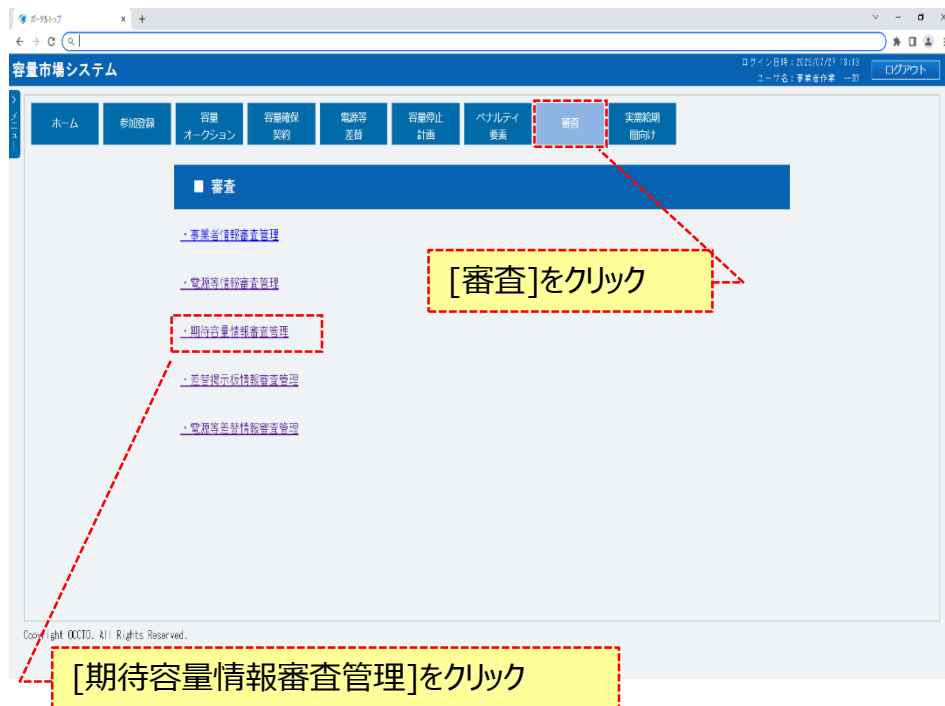 ポータルトップ
容量市場システム
ログイン日時：2023/07/27 13:13
ユーザ名：事業者作業 一郎
ログアウト
メニュー
ホーム
参加登録
容量
オークション
容量確保
契約
電源等
差替
容量停止
計画
ペナルティ
要素
審査
実需給期
間向け
■ 審査
・事業者情報審査管理
・電源等情報審査管理
・期待容量情報審査管理
・差替掲示板情報審査管理
・電源等差替情報審査管理
[審査]をクリック
Copyright OCCTO. All Rights Reserved.
[期待容量情報審査管理]をクリック